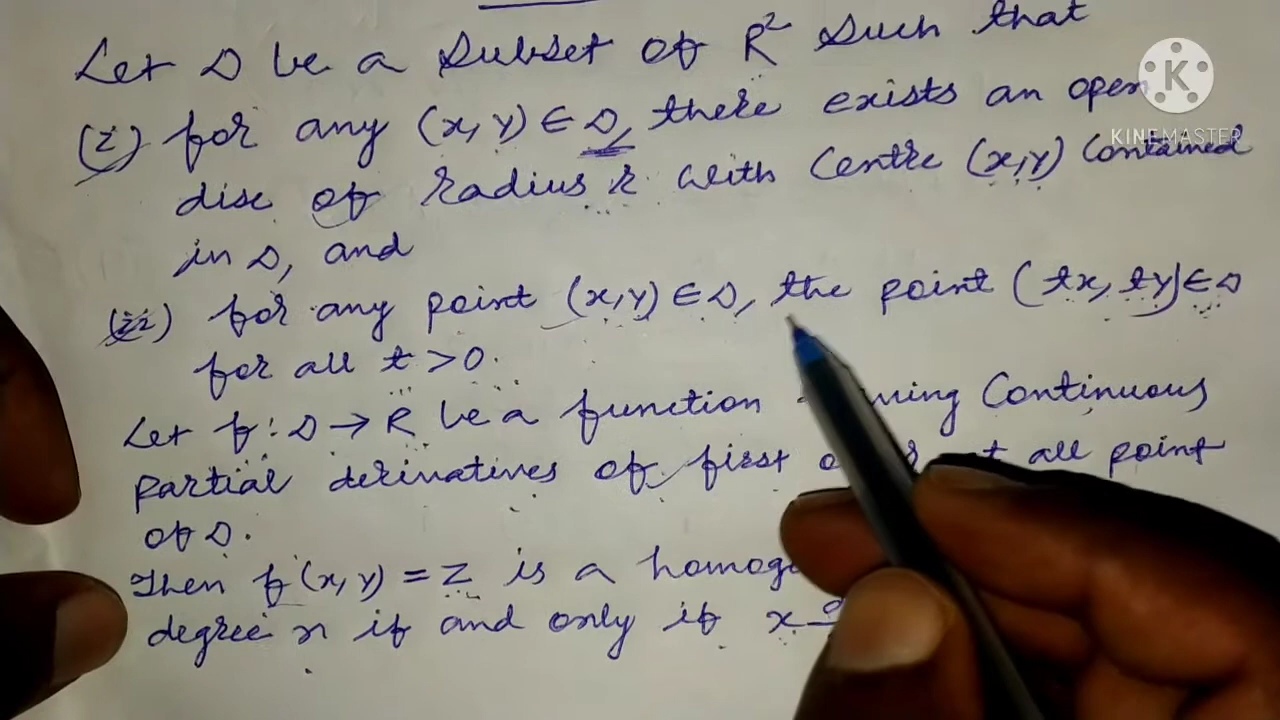 Let D be a subset of R² such that
(i) for any (x, y) ∈ D, there exists an open
disc of radius r with centre (x, y) contained
in D, and
(ii) for any point (x, y) ∈ D, the point (tx, ty) ∈ D
for all t > 0.
Let f : D → R be a function continuous
partial derivatives of first all point
of D.
Then f(x, y) = z is a
degree n if and only if x
K
KINEMASTER